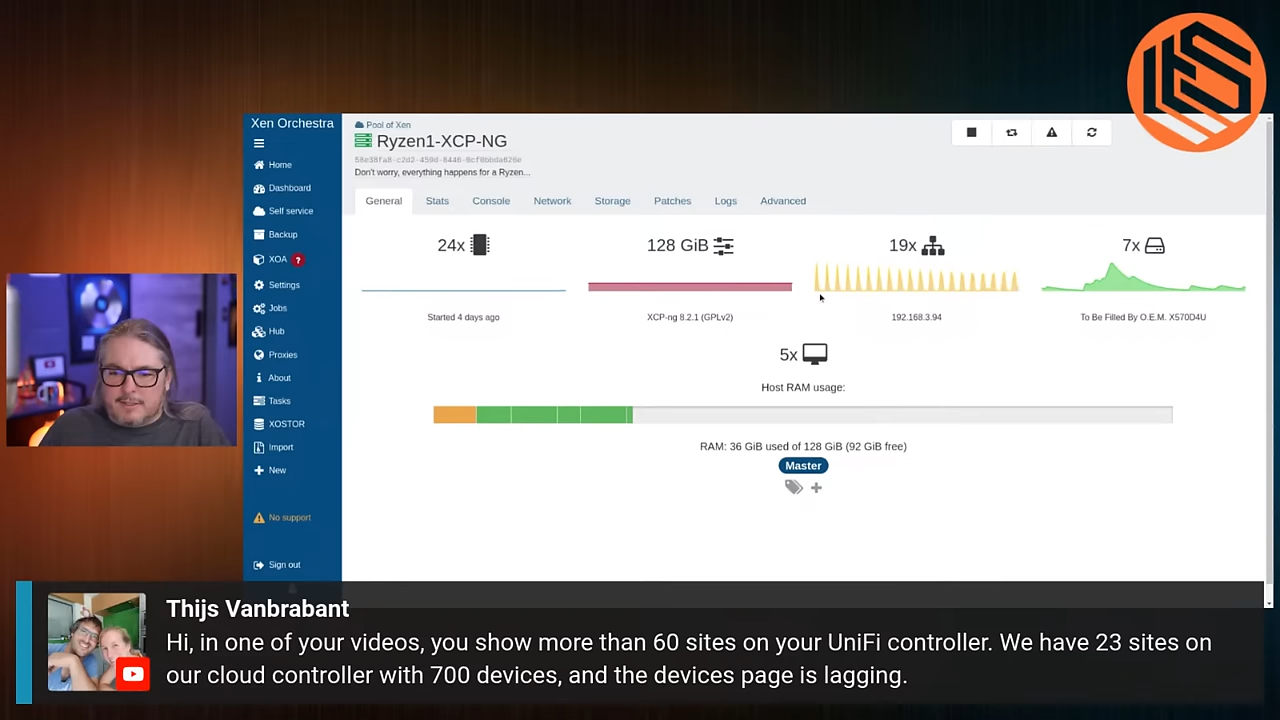 Xen Orchestra
Home
Dashboard
Self service
Backup
XOA ?
Settings
Jobs
Hub
Proxies
About
Tasks
XOSTOR
Import
New
No support
Sign out
Pool of Xen
Ryzen1-XCP-NG
Don't worry, everything happens for a Ryzen...
General Stats Console Network Storage Patches Logs Advanced
24x 128 GiB 19x 7x
Started 4 days ago XCP-ng 8.2.1 (GPLv2) 192.168.3.94 To Be Filled By O.E.M. X570D4U
5x
Host RAM usage:
RAM: 36 GiB used of 128 GiB (92 GiB free)
Master
Thijs Vanbrabant
Hi, in one of your videos, you show more than 60 sites on your UniFi controller. We have 23 sites on
our cloud controller with 700 devices, and the devices page is lagging.